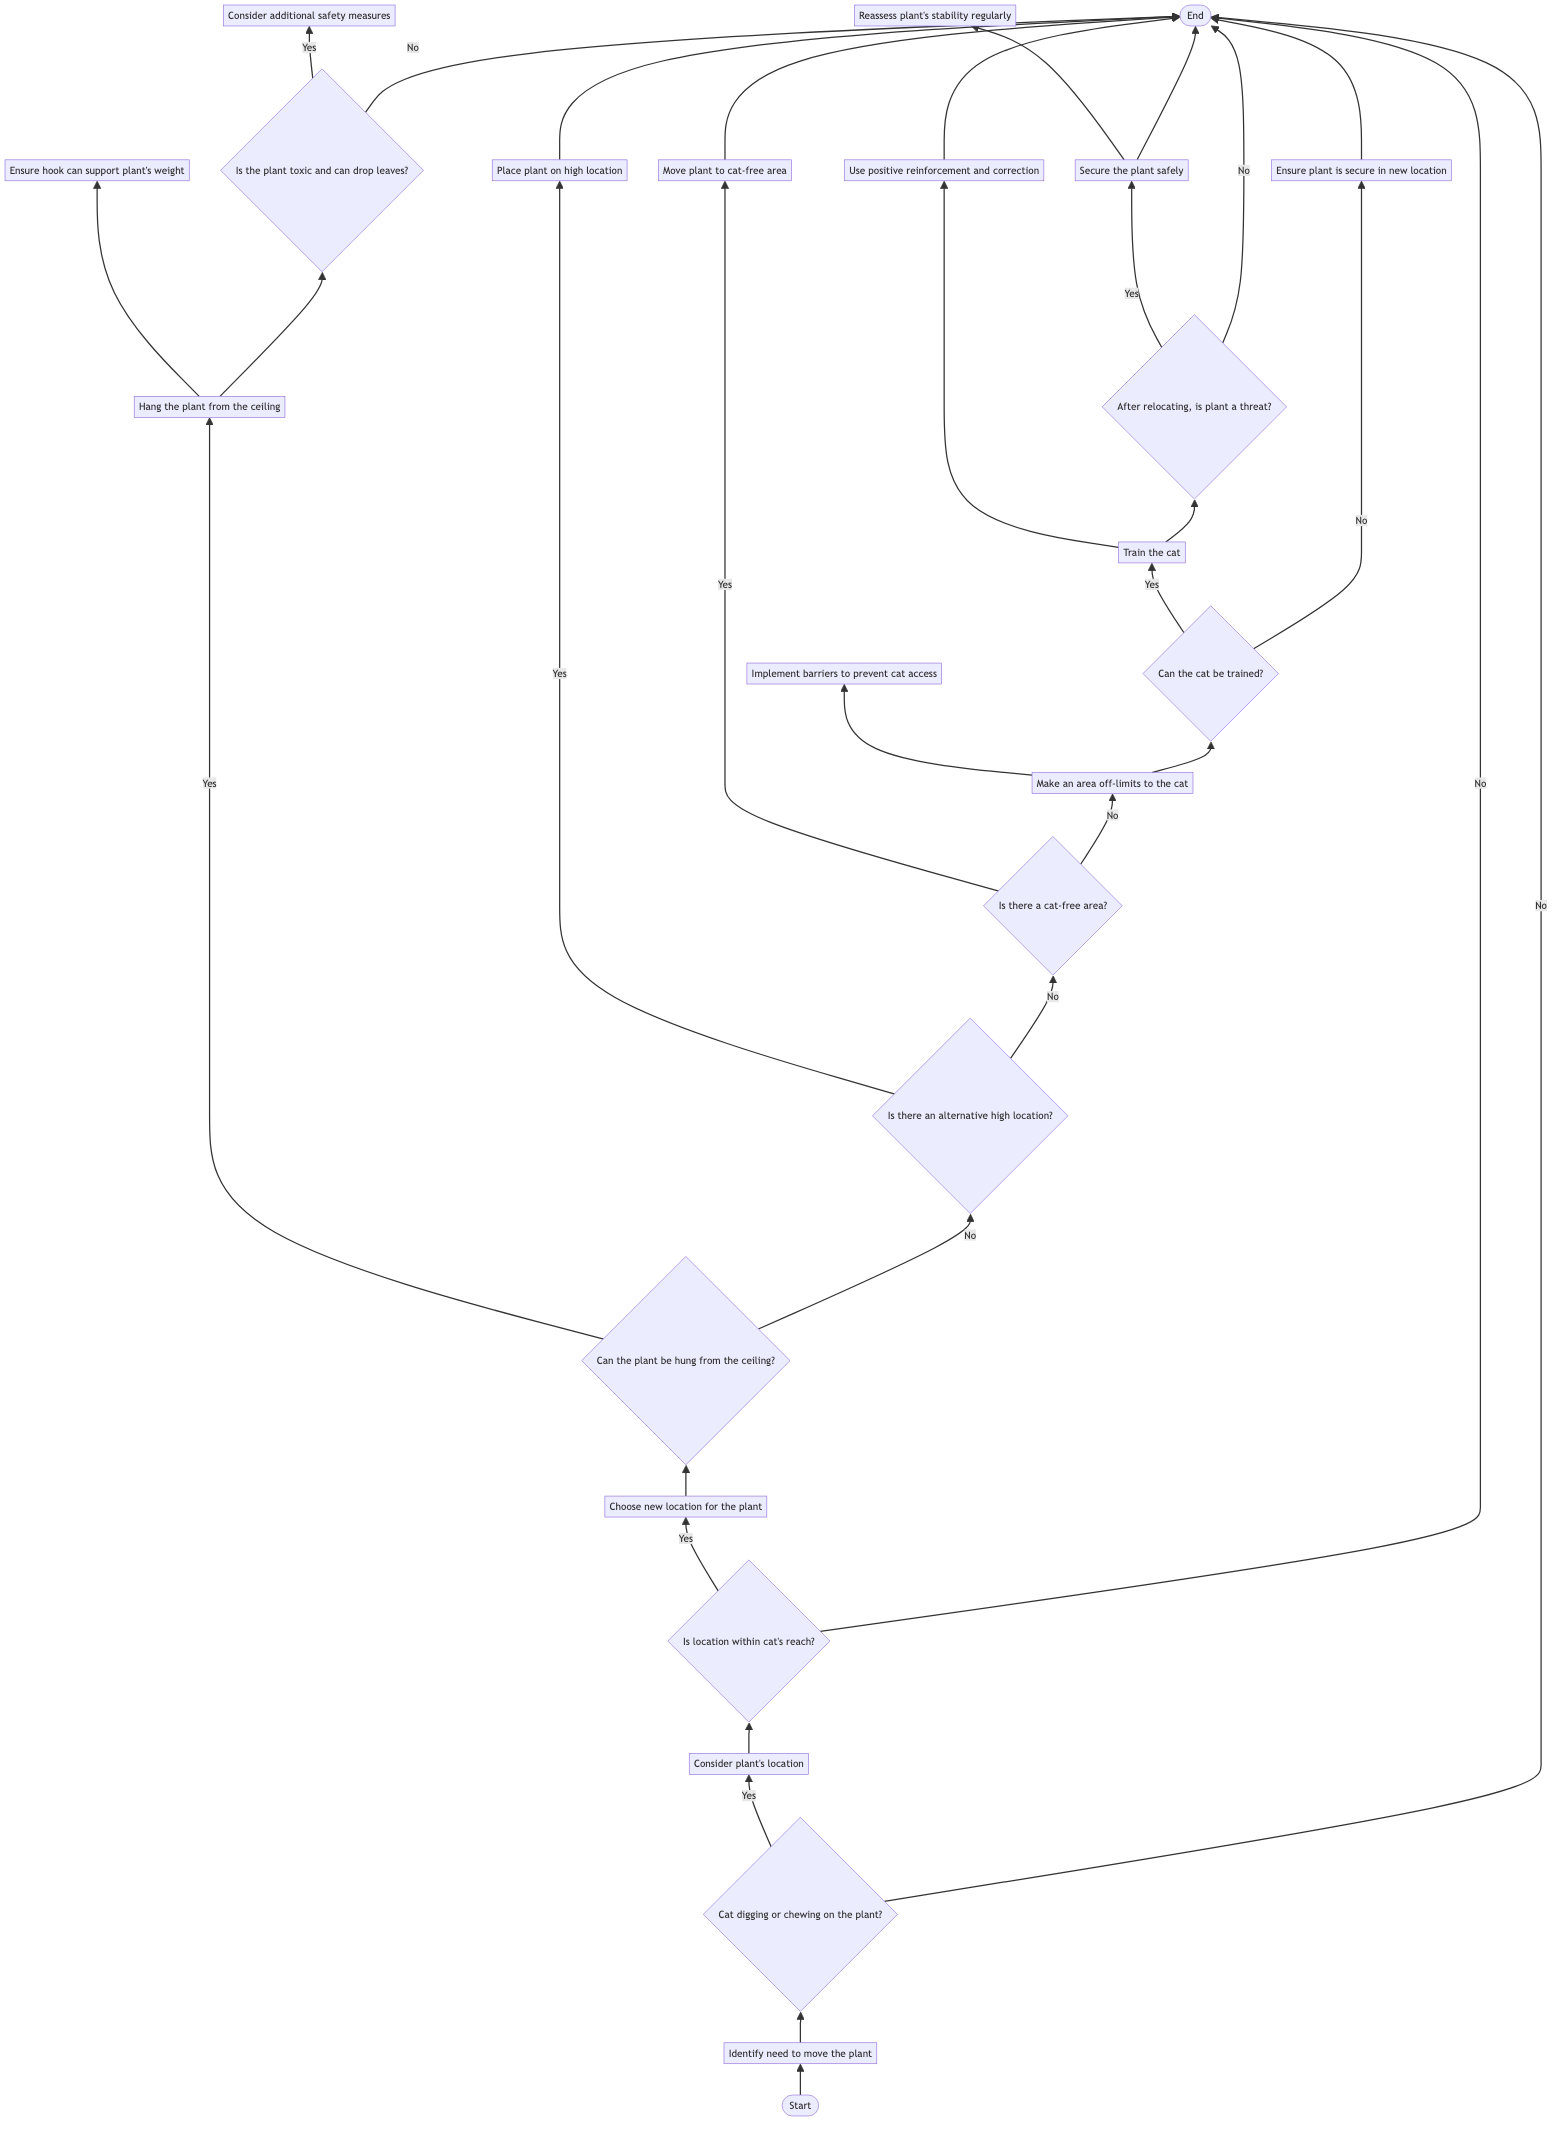 Consider additional safety measures
Reassess plant's stability regularly
End
Yes
No
Ensure hook can support plant's weight
Is the plant toxic and can drop leaves?
Place plant on high location
Move plant to cat-free area
Use positive reinforcement and correction
Secure the plant safely
No
Ensure plant is secure in new location
Yes
Hang the plant from the ceiling
After relocating, is plant a threat?
No
Train the cat
Yes
Yes
Yes
Implement barriers to prevent cat access
Can the cat be trained?
Yes
Make an area off-limits to the cat
No
No
Is there a cat-free area?
No
No
Is there an alternative high location?
No
Can the plant be hung from the ceiling?
Choose new location for the plant
Yes
Is location within cat's reach?
Consider plant's location
Yes
Cat digging or chewing on the plant?
Identify need to move the plant
Start